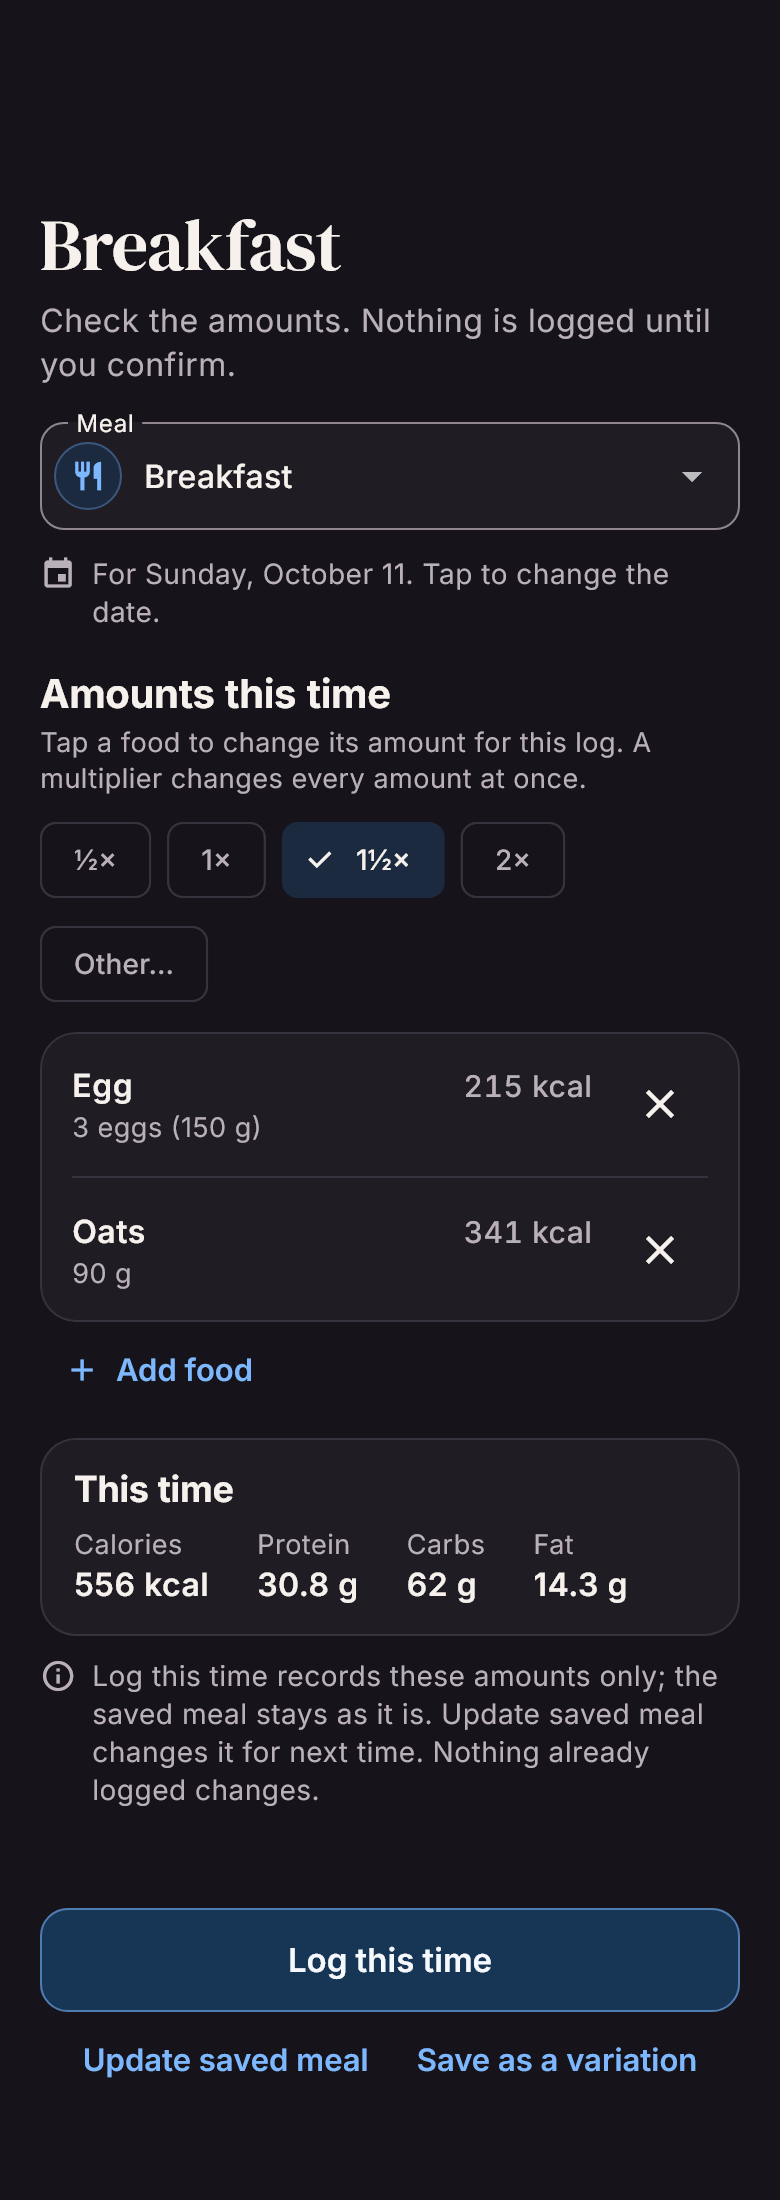 Breakfast
Check the amounts. Nothing is logged until
you confirm.
Meal
Breakfast
For Sunday, October 11. Tap to change the
date.
Amounts this time
Tap a food to change its amount for this log. A
multiplier changes every amount at once.
½× 1× 1½× 2×
Other...
Egg 215 kcal
3 eggs (150 g)
Oats 341 kcal
90 g
Add food
This time
Calories Protein Carbs Fat
556 kcal 30.8 g 62 g 14.3 g
Log this time records these amounts only; the
saved meal stays as it is. Update saved meal
changes it for next time. Nothing already
logged changes.
Log this time
Update saved meal Save as a variation